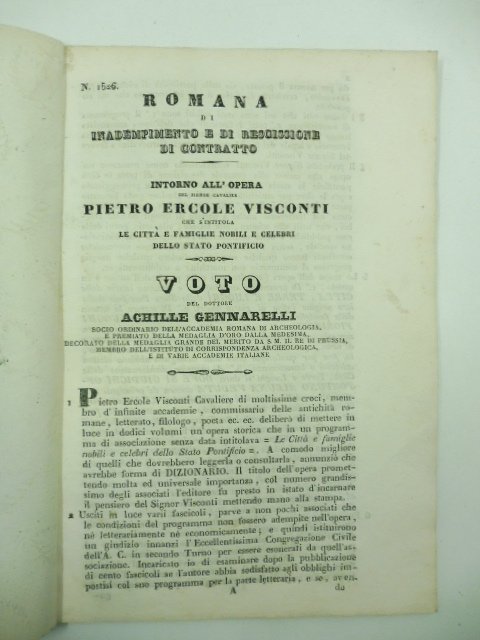 N. 1526.
ROMANA
DI
INADEMPIMENTO E DI RESCISSIONE
DI CONTRATTO
INTORNO ALL'OPERA
DEL SIGNOR CAVALIER
PIETRO ERCOLE VISCONTI
CHE S'INTITOLA
LE CITTÀ E FAMIGLIE NOBILI E CELEBRI
DELLO STATO PONTIFICIO
VOTO
DEL DOTTORE
ACHILLE GENNARELLI
SOCIO ORDINARIO DELL'ACCADEMIA ROMANA DI ARCHEOLOGIA,
E PREMIATO DELLA MEDAGLIA D'ORO DALLA MEDESIMA,
DECORATO DELLA MEDAGLIA GRANDE DEL MERITO DA S. M. IL RE DI PRUSSIA,
MEMBRO DELL'ISTITUTO DI CORRISPONDENZA ARCHEOLOGICA,
E DI VARIE ACCADEMIE ITALIANE
1 Pietro Ercole Visconti Cavaliere di moltissime croci, mem-
bro d'infinite accademie, commissario delle antichità ro-
mane, letterato, filologo, poeta ec. ec. deliberò di mettere in
luce in dodici volumi un'opera storica che in un program-
ma di associazione senza data intitolava = Le Città e famiglie
nobili e celebri dello Stato Pontificio =. A comodo migliore
di quelli che dovrebbero leggerla o consultarla, annunziò che
avrebbe forma di DIZIONARIO. Il titolo dell'opera promet-
tendo molta ed universale importanza, col numero grandis-
simo degli associati l'editore fu presto in istato d'incarnare
il pensiero del Signor Visconti mettendo mano alla stampa.
2 Usciti in luce varii fascicoli, parve a non pochi associati che
le condizioni del programma non fossero adempite nell'opera,
nè letterariamente nè economicamente; e quindi istituirono
un giudizio innanzi l'Eccellentissima Congregazione Civile
dell'A. C. in secondo Turno per essere esonerati da quell'as-
sociazione. Incaricato io di esaminare dopo la pubblicazione
di cento fascicoli se l'autore abbia sodisfatto agli obblighi im-
postisi col suo programma per la parte letteraria, e se, aven-
A
do